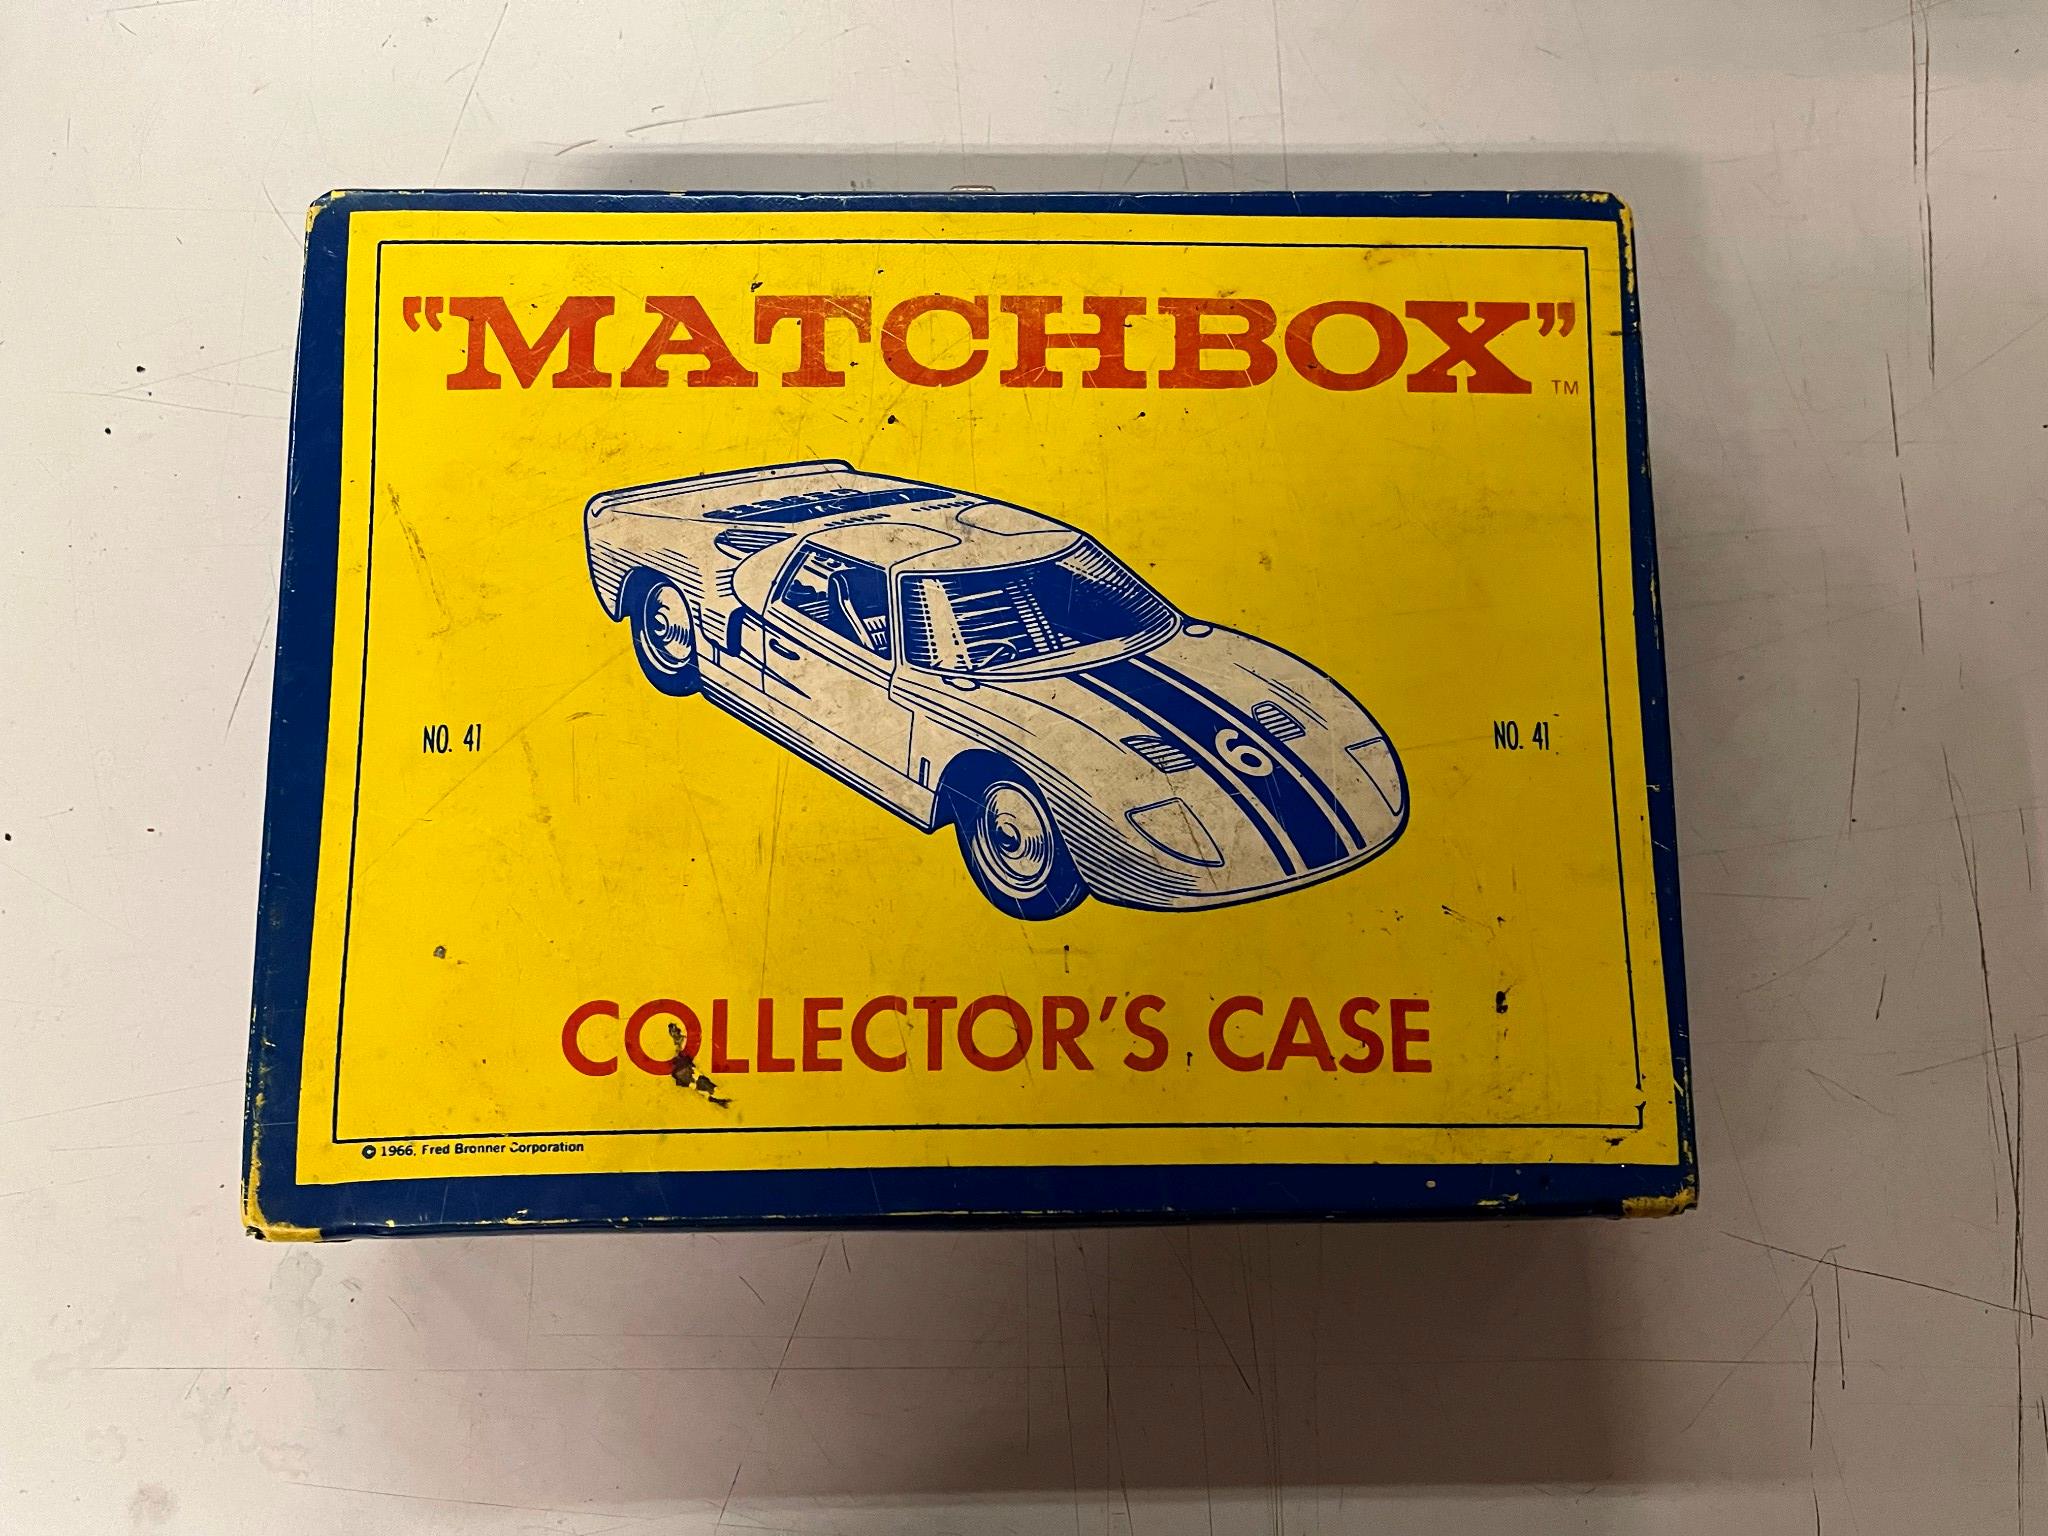 "MATCHBOX"
TM
6
NO. 41
NO. 41
COLLECTOR'S CASE
© 1966, Fred Bronner Corporation